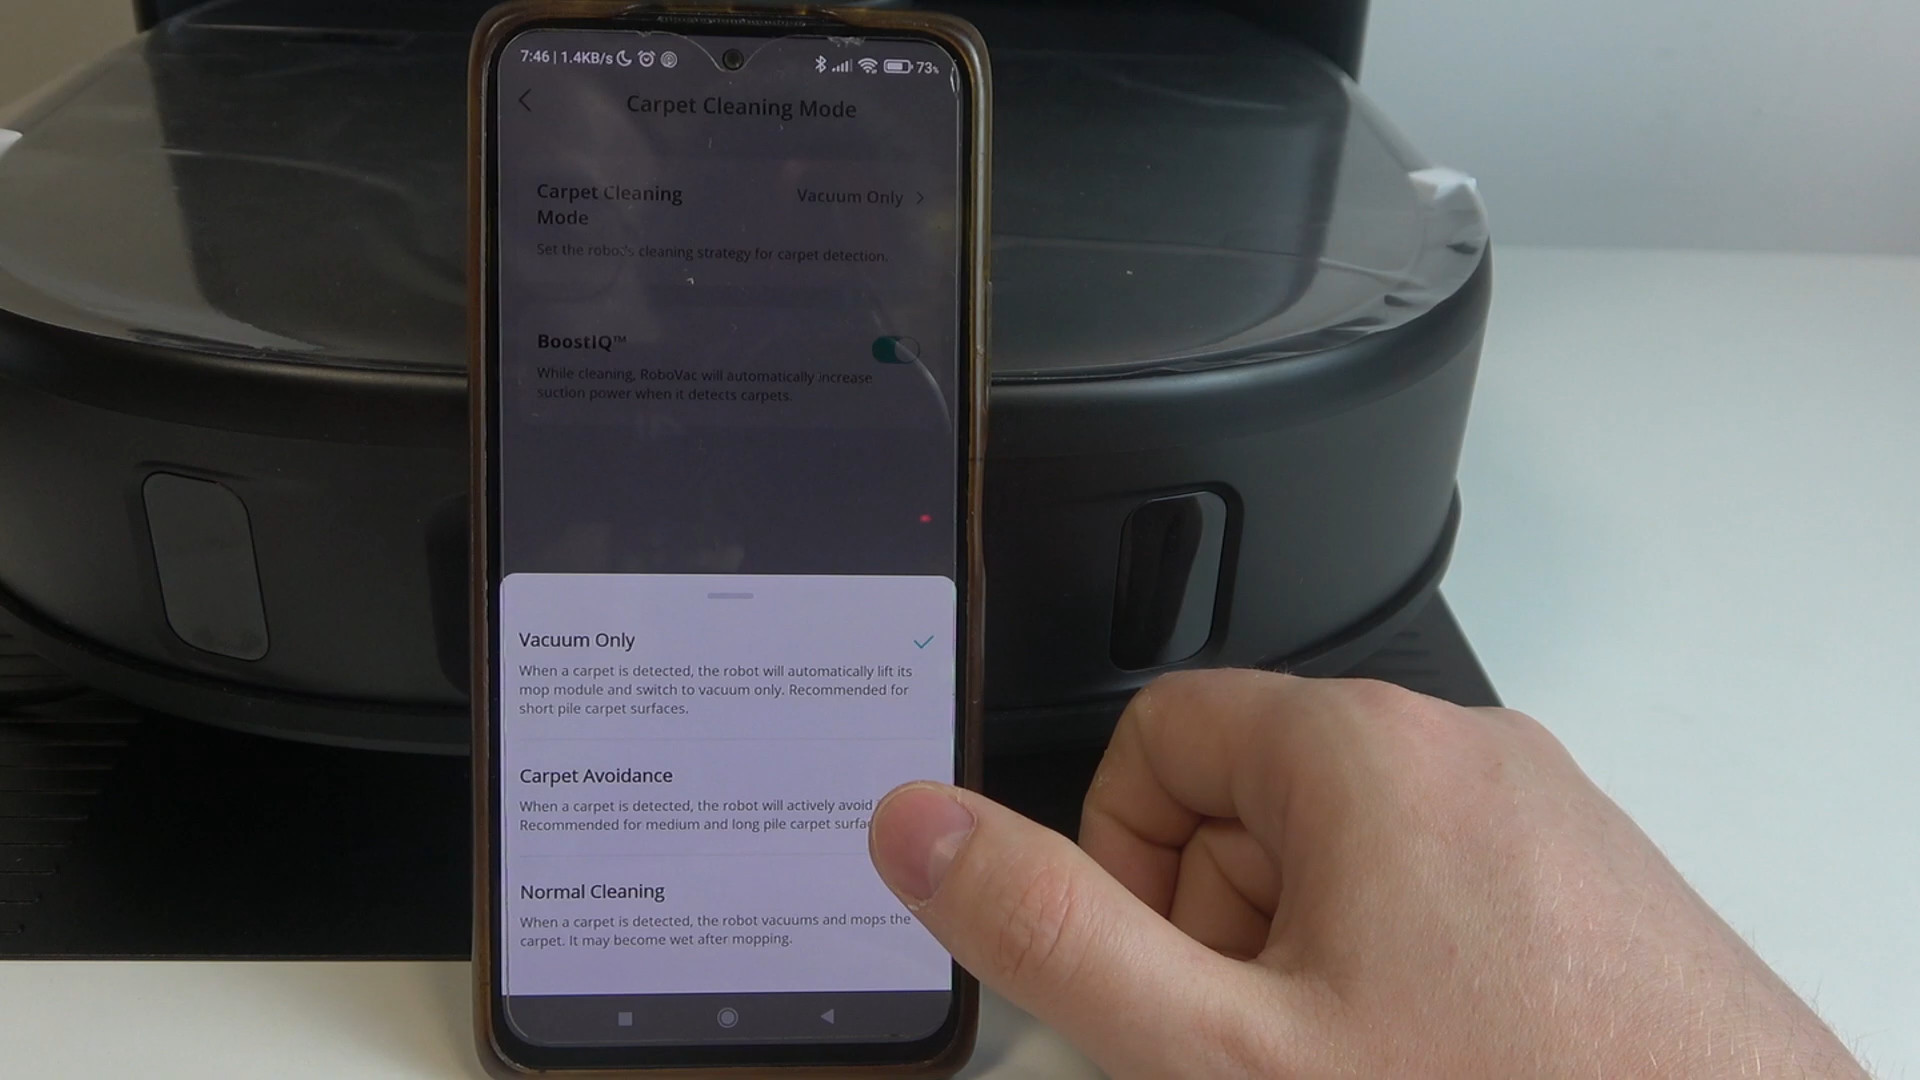 7:46 | 1.4KB/s
73%
Carpet Cleaning Mode
Carpet Cleaning
Mode
Vacuum Only
Set the robot's cleaning strategy for carpet detection.
BoostIQ™
While cleaning, RoboVac will automatically increase
suction power when it detects carpets.
Vacuum Only
When a carpet is detected, the robot will automatically lift its
mop module and switch to vacuum only. Recommended for
short pile carpet surfaces.
Carpet Avoidance
When a carpet is detected, the robot will actively avoid
Recommended for medium and long pile carpet
Normal Cleaning
When a carpet is detected, the robot vacuums and mops the
carpet. It may become wet after mopping.